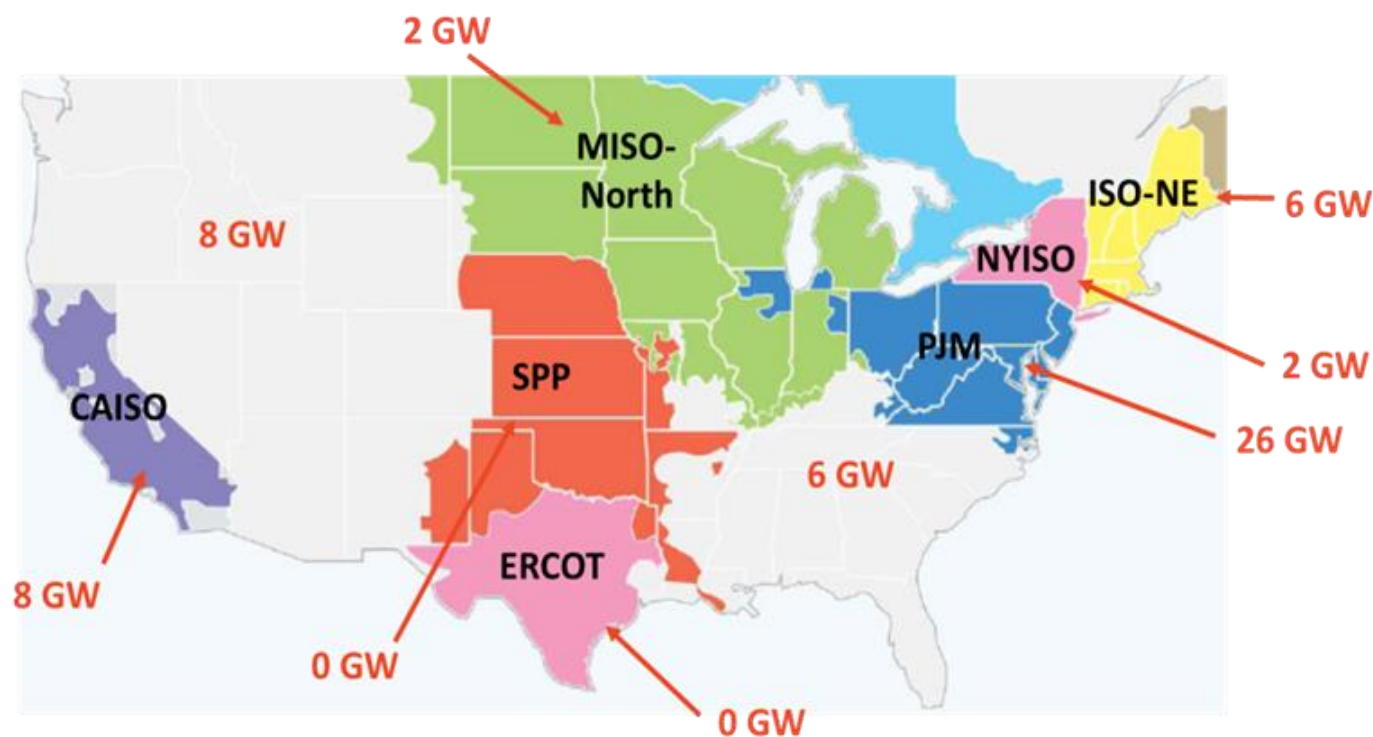 2 GW
MISO-
North
ISO-NE
6 GW
8 GW
NYISO
PJM
2 GW
SPP
CAISO
26 GW
6 GW
ERCOT
8 GW
0 GW
0 GW